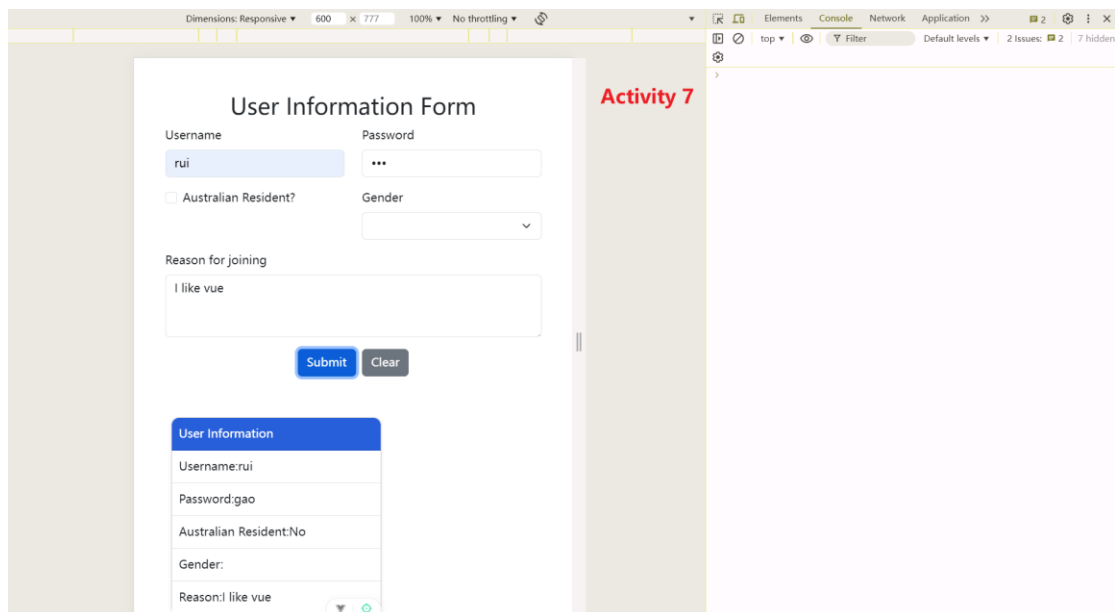 Dimensions: Responsive ▼ 600 × 777 100% ▼ No throttling ▼
Elements Console Network Application >> 2
top ▼ Filter Default levels ▼ 2 Issues: 2 7 hidden
Activity 7
User Information Form
Username Password
rui •••
Australian Resident? Gender
Reason for joining
I like vue
Submit Clear
User Information
Username:rui
Password:gao
Australian Resident:No
Gender:
Reason:I like vue